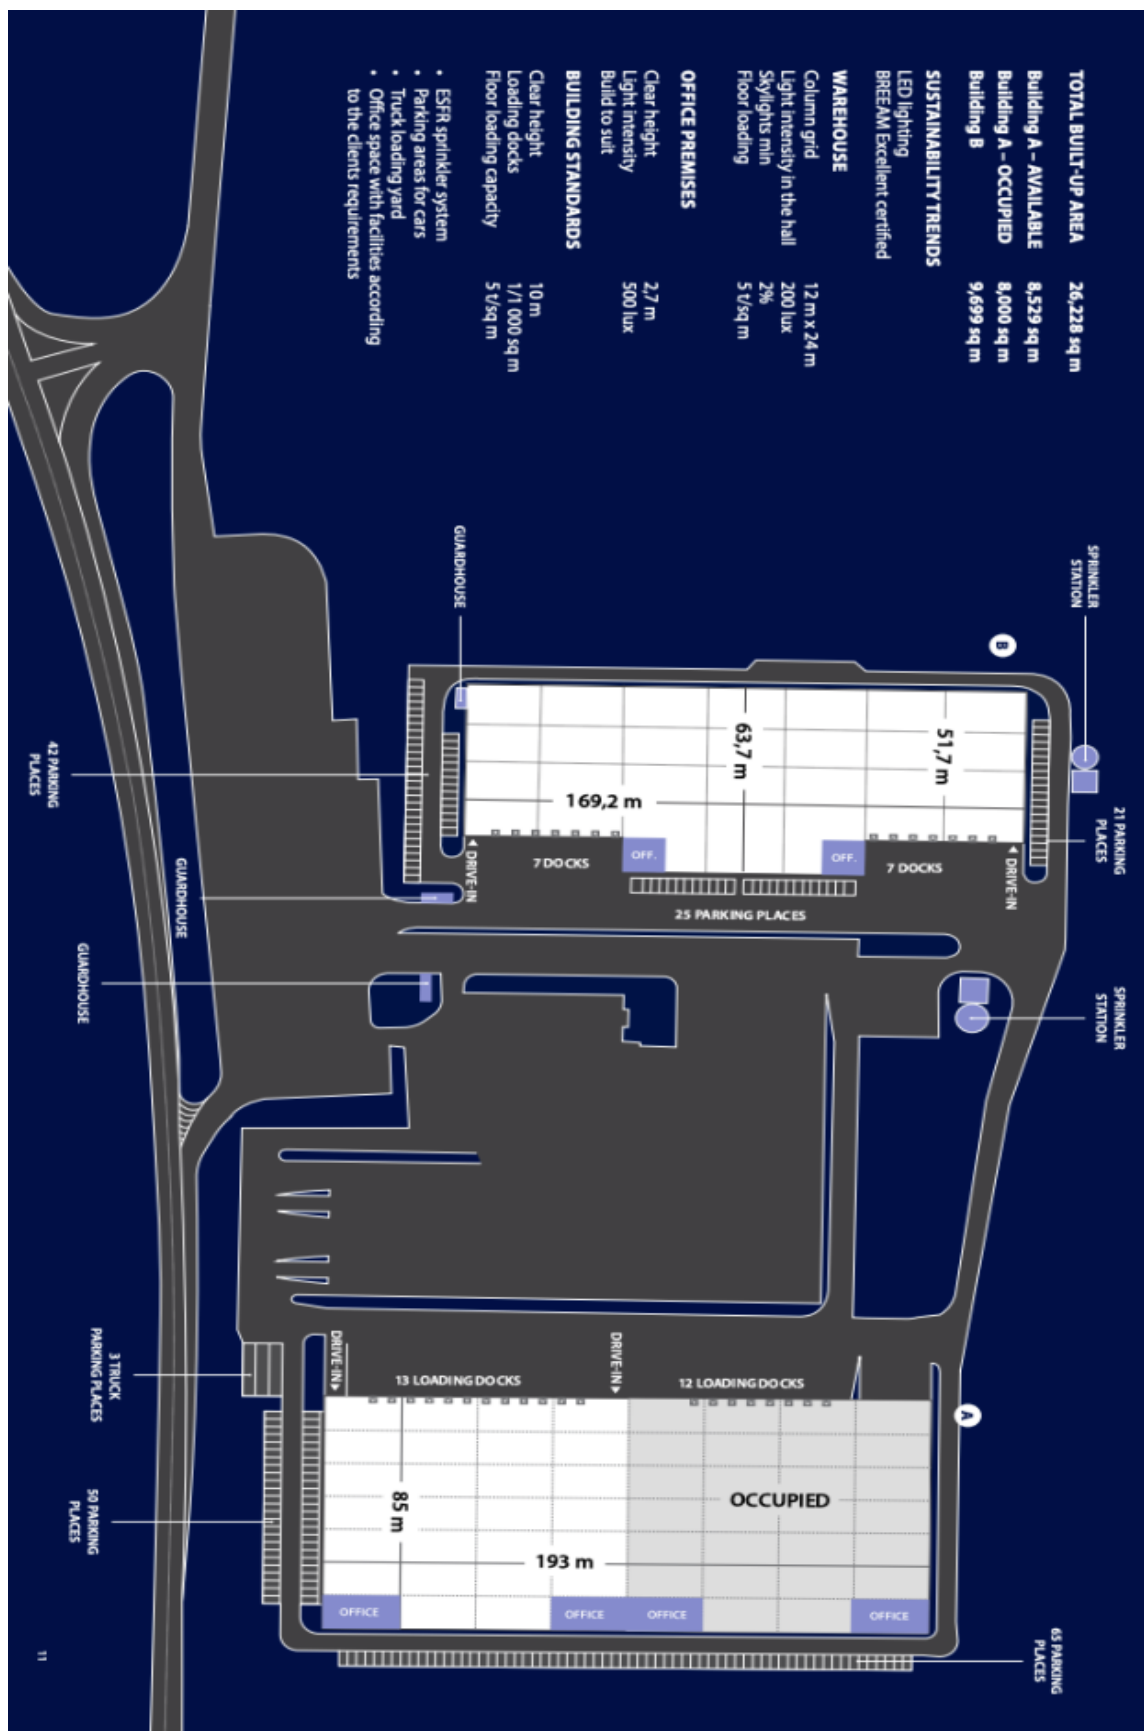 TOTAL BUILT-UP AREA 26,228 sq m
Building A – AVAILABLE 8,529 sq m
Building A – OCCUPIED 8,000 sq m
Building B 9,699 sq m
SUSTAINABILITY TRENDS
LED lighting
BREEAM Excellent certified
WAREHOUSE
Column grid 12 m x 24 m
Light intensity in the hall 200 lux
Skylights min 2%
Floor loading 5 t/sq m
OFFICE PREMISES
Clear height 2,7 m
Light intensity 500 lux
Build to suit
BUILDING STANDARDS
Clear height 10 m
Loading docks 1/1 000 sq m
Floor loading capacity 5 t/sq m
• ESFR sprinkler system
• Parking areas for cars
• Truck loading yard
• Office space with facilities according
to the clients requirements
SPRINKLER
STATION
B
GUARDHOUSE
51,7 m
63,7 m
169,2 m
21 PARKING
PLACES
42 PARKING
PLACES
DRIVE-IN
7 DOCKS
OFF.
OFF.
7 DOCKS
DRIVE-IN
25 PARKING PLACES
GUARDHOUSE
GUARDHOUSE
SPRINKLER
STATION
DRIVE-IN
13 LOADING DOCKS
DRIVE-IN
12 LOADING DOCKS
A
3 TRUCK
PARKING PLACES
85 m
OCCUPIED
193 m
50 PARKING
PLACES
OFFICE
OFFICE
OFFICE
OFFICE
65 PARKING
PLACES
11